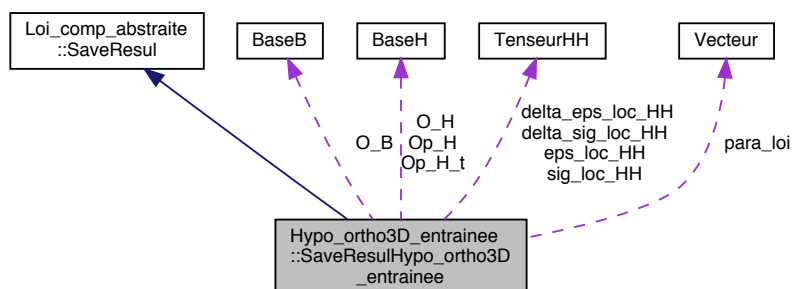 Loi_comp_abstraite
::SaveResul
BaseB
BaseH
TenseurHH
Vecteur
O_B
O_H
Op_H
Op_H_t
delta_eps_loc_HH
delta_sig_loc_HH
eps_loc_HH
sig_loc_HH
para_loi
Hypo_ortho3D_entrainee
::SaveResulHypo_ortho3D
_entrainee